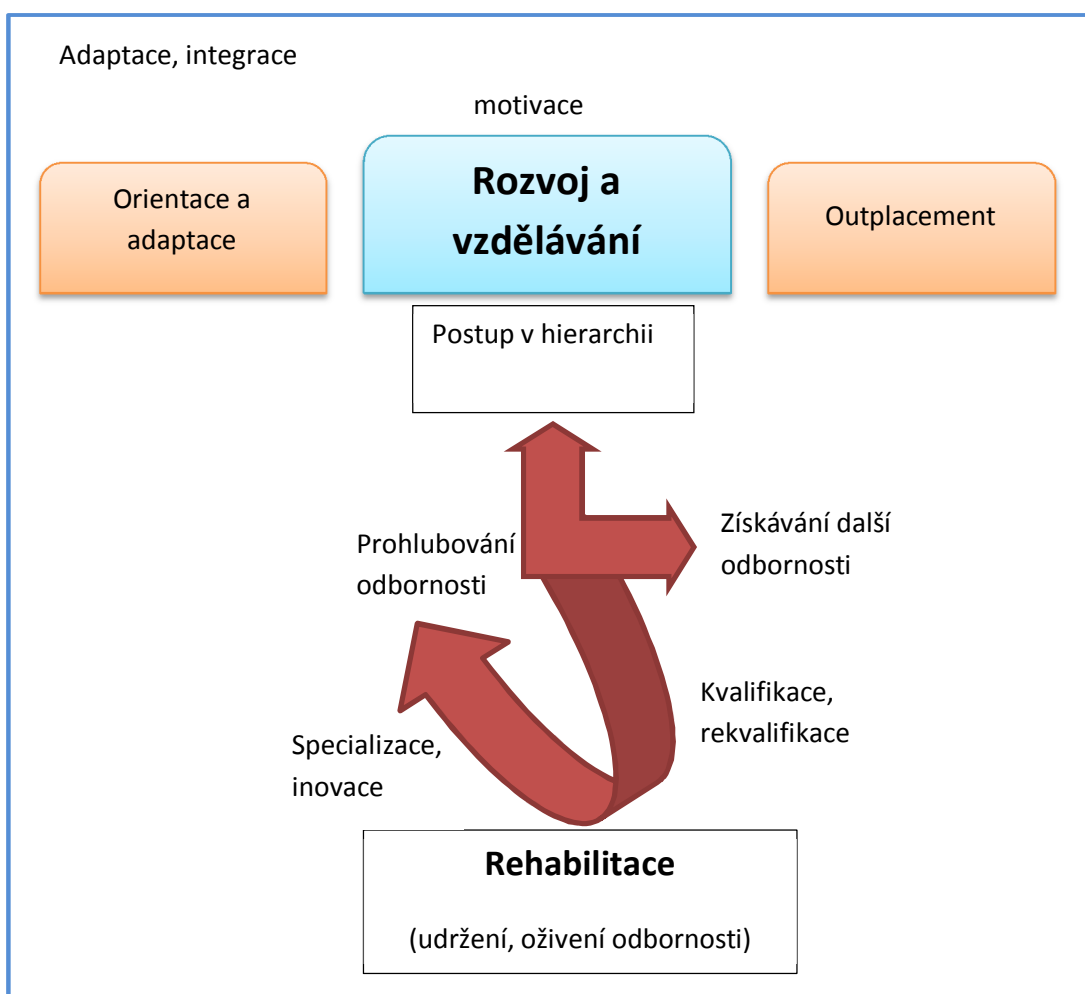 Adaptace, integrace
motivace
Orientace a
adaptace
Rozvoj a
vzdělávání
Outplacement
Postup v hierarchii
Prohlubování
odbornosti
Získávání další
odbornosti
Kvalifikace,
rekvalifikace
Specializace,
inovace
Rehabilitace
(udržení, oživení odbornosti)